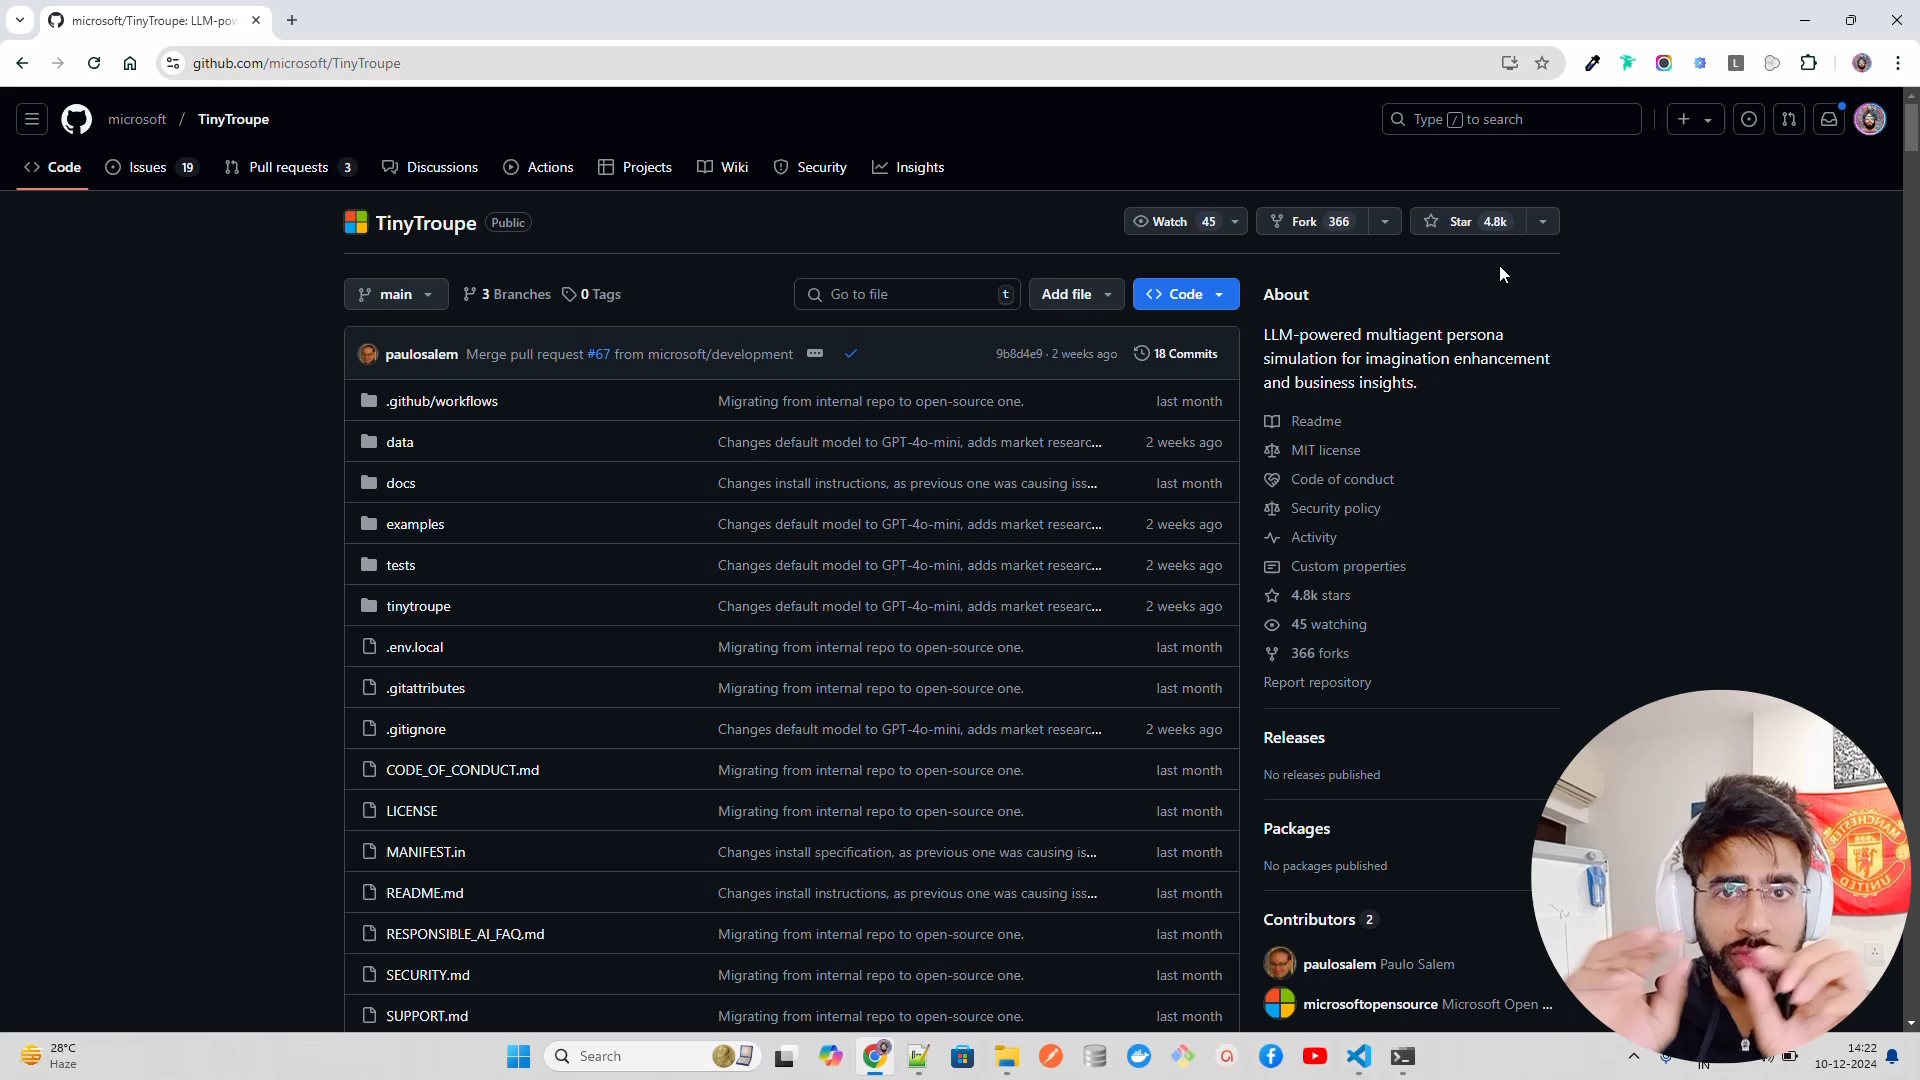 microsoft/TinyTroupe: LLM-pow
github.com/microsoft/TinyTroupe
L
microsoft / TinyTroupe
Type / to search
Code
Issues 19
Pull requests 3
Discussions
Actions
Projects
Wiki
Security
Insights
TinyTroupe Public
Watch 45
Fork 366
Star 4.8k
main
3 Branches
0 Tags
Go to file t
Add file
<> Code
About
LLM-powered multiagent persona
simulation for imagination enhancement
and business insights.
paulosalem Merge pull request #67 from microsoft/development
9b8d4e9 · 2 weeks ago
18 Commits
.github/workflows Migrating from internal repo to open-source one. last month
data Changes default model to GPT-4o-mini, adds market researc... 2 weeks ago
docs Changes install instructions, as previous one was causing iss... last month
examples Changes default model to GPT-4o-mini, adds market researc... 2 weeks ago
tests Changes default model to GPT-4o-mini, adds market researc... 2 weeks ago
tinytroupe Changes default model to GPT-4o-mini, adds market researc... 2 weeks ago
.env.local Migrating from internal repo to open-source one. last month
.gitattributes Migrating from internal repo to open-source one. last month
.gitignore Changes default model to GPT-4o-mini, adds market researc... 2 weeks ago
CODE_OF_CONDUCT.md Migrating from internal repo to open-source one. last month
LICENSE Migrating from internal repo to open-source one. last month
MANIFEST.in Changes install specification, as previous one was causing is... last month
README.md Changes install instructions, as previous one was causing iss... last month
RESPONSIBLE_AI_FAQ.md Migrating from internal repo to open-source one. last month
SECURITY.md Migrating from internal repo to open-source one. last month
SUPPORT.md Migrating from internal repo to open-source one. last month
Readme
MIT license
Code of conduct
Security policy
Activity
Custom properties
4.8k stars
45 watching
366 forks
Report repository
Releases
No releases published
Packages
No packages published
Contributors 2
paulosalem Paulo Salem
microsoftopensource Microsoft Open ...
MANCHESTER
UNITED
28°C
Haze
Search
IN
14:22
10-12-2024